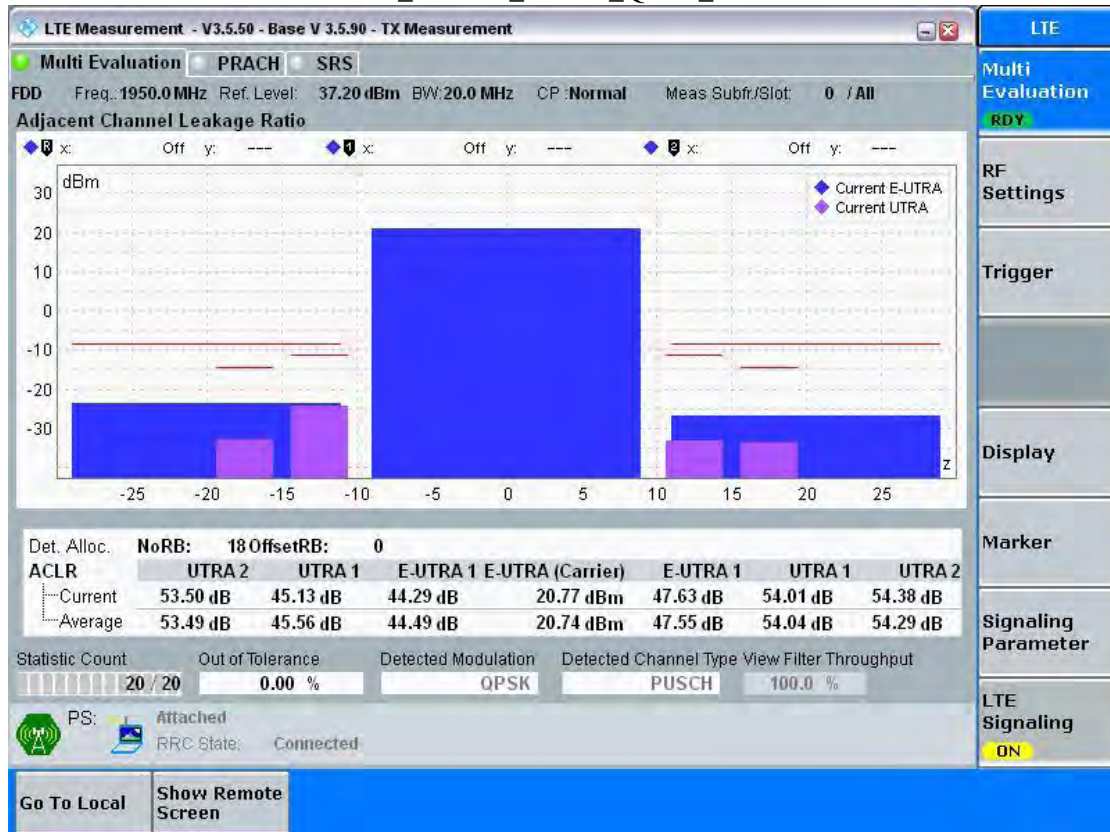 LTE Measurement - V3.5.50 - Base V 3.5.90 - TX Measurement
Multi Evaluation PRACH SRS
FDD Freq.: 1950.0 MHz Ref. Level: 37.20 dBm BW: 20.0 MHz CP : Normal Meas Subfr./Slot: 0 / All
Adjacent Channel Leakage Ratio
R x: Off y: --- 1 x: Off y: --- 2 x: Off y: ---
dBm
Current E-UTRA
Current UTRA
30
20
10
0
-10
-20
-30
z
-25 -20 -15 -10 -5 0 5 10 15 20 25
Det. Alloc. NoRB: 18 OffsetRB: 0
ACLR UTRA 2 UTRA 1 E-UTRA 1 E-UTRA (Carrier) E-UTRA 1 UTRA 1 UTRA 2
Current 53.50 dB 45.13 dB 44.29 dB 20.77 dBm 47.63 dB 54.01 dB 54.38 dB
Average 53.49 dB 45.56 dB 44.49 dB 20.74 dBm 47.55 dB 54.04 dB 54.29 dB
Statistic Count Out of Tolerance Detected Modulation Detected Channel Type View Filter Throughput
20 / 20 0.00 % QPSK PUSCH 100.0 %
PS: Attached
RRC State: Connected
Go To Local
Show Remote
Screen
LTE
Multi
Evaluation
RDY
RF
Settings
Trigger
Display
Marker
Signaling
Parameter
LTE
Signaling
ON